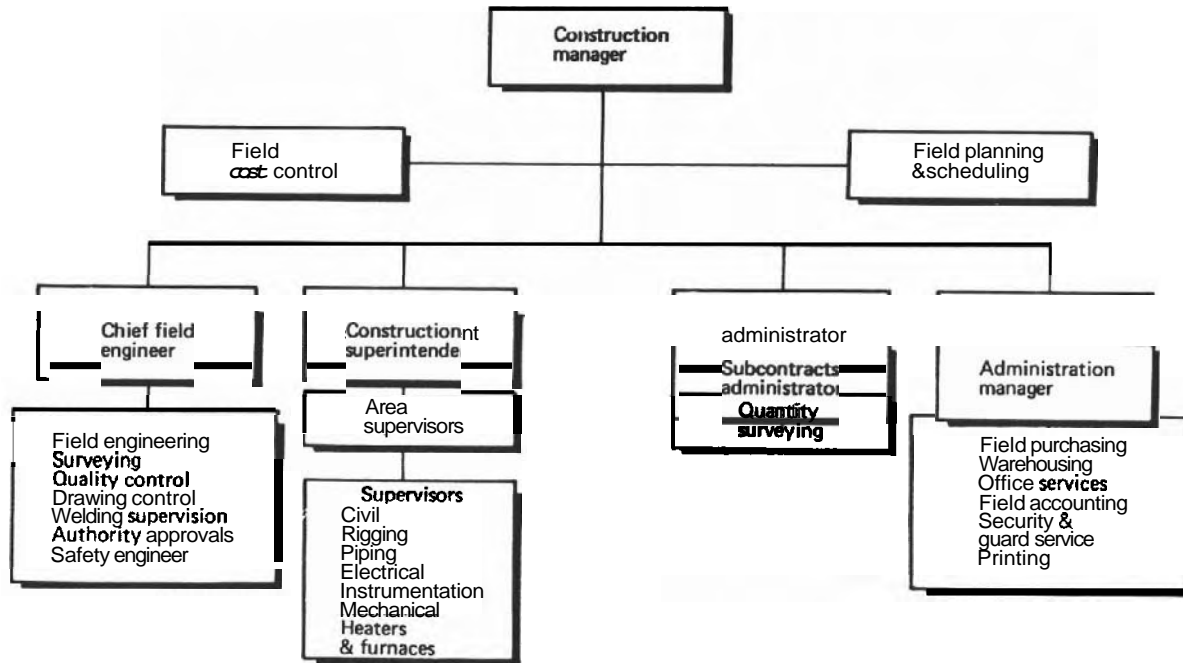 Construction
manager
Field
cost control
Field planning
&scheduling
Chief field
engineer
Constructionnt
superintende
administrator
Subcontracts
administrator
Quantity
surveying
Administration
manager
Area
supervisors
Field engineering
Surveying
Quality control
Drawing control
Welding supervision
Authority approvals
Safety engineer
Supervisors
Civil
Rigging
Piping
Electrical
Instrumentation
Mechanical
Heaters
& furnaces
Field purchasing
Warehousing
Office services
Field accounting
Security &
guard service
Printing